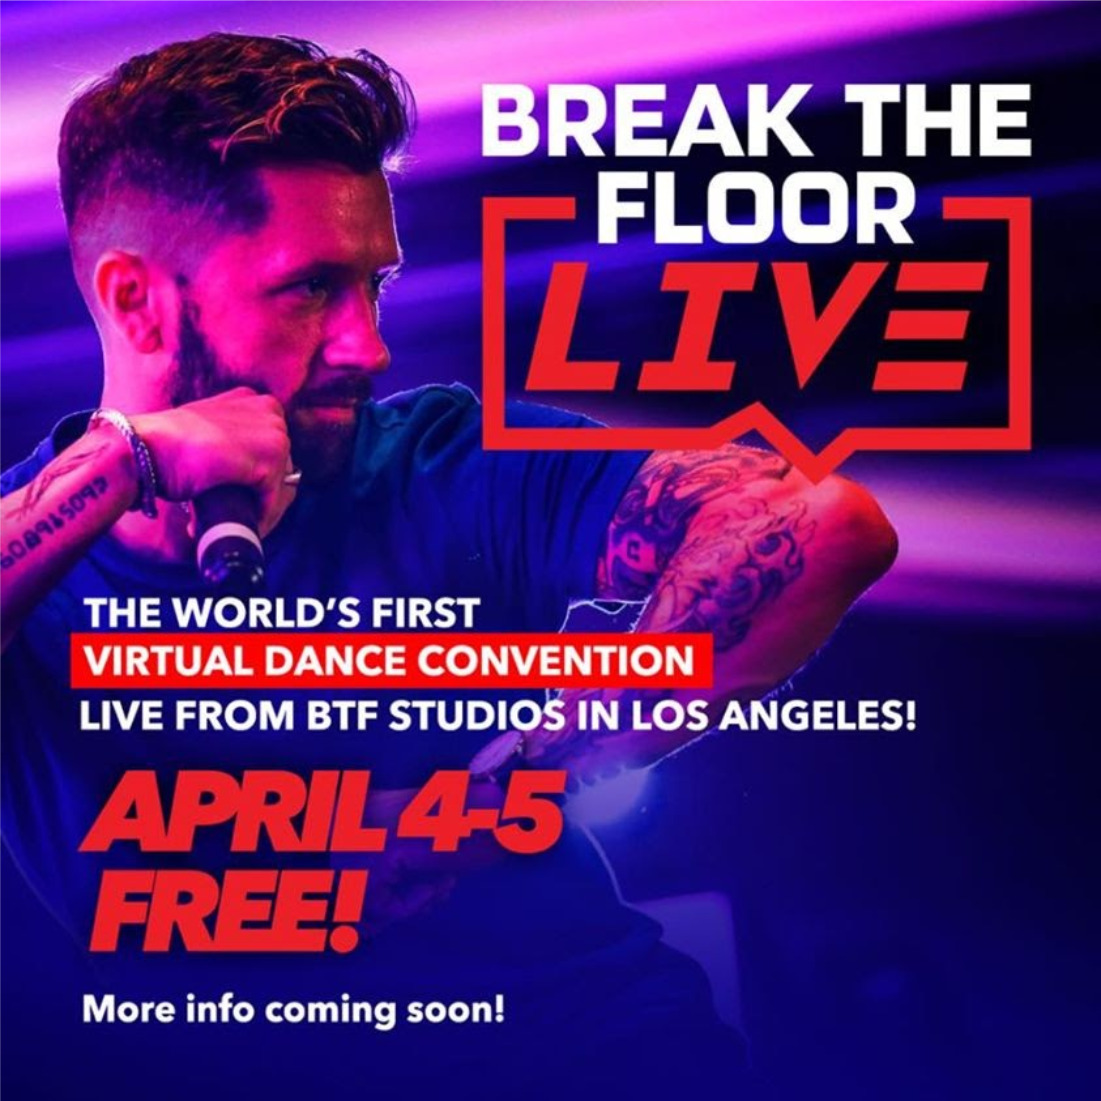 BREAK THE
FLOOR
LIVE
THE WORLD'S FIRST
VIRTUAL DANCE CONVENTION
LIVE FROM BTF STUDIOS IN LOS ANGELES!
APRIL 4-5
FREE!
More info coming soon!